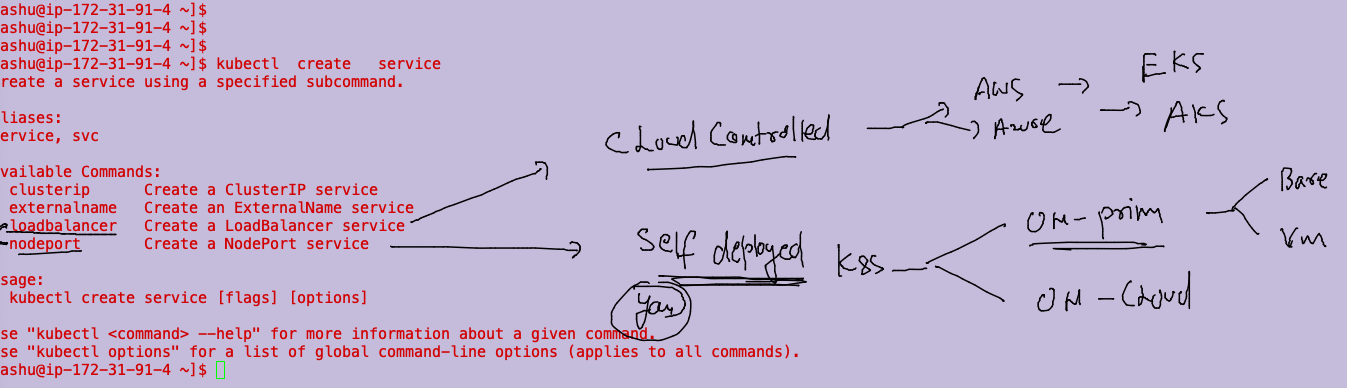 ashu@ip-172-31-91-4 ~]$
ashu@ip-172-31-91-4 ~]$
ashu@ip-172-31-91-4 ~]$
ashu@ip-172-31-91-4 ~]$ kubectl  create   service
reate a service using a specified subcommand.
liases:
ervice, svc
vailable Commands:
clusterip      Create a ClusterIP service
externalname   Create an ExternalName service
loadbalancer   Create a LoadBalancer service
nodeport       Create a NodePort service
sage:
kubectl create service [flags] [options]
se "kubectl <command> --help" for more information about a given command.
se "kubectl options" for a list of global command-line options (applies to all commands).
ashu@ip-172-31-91-4 ~]$
CLoud Controlled
AWS
EKS
Azure
AKS
Self deployed
K8S
ON-prim
Bare
Vm
ON-Cloud